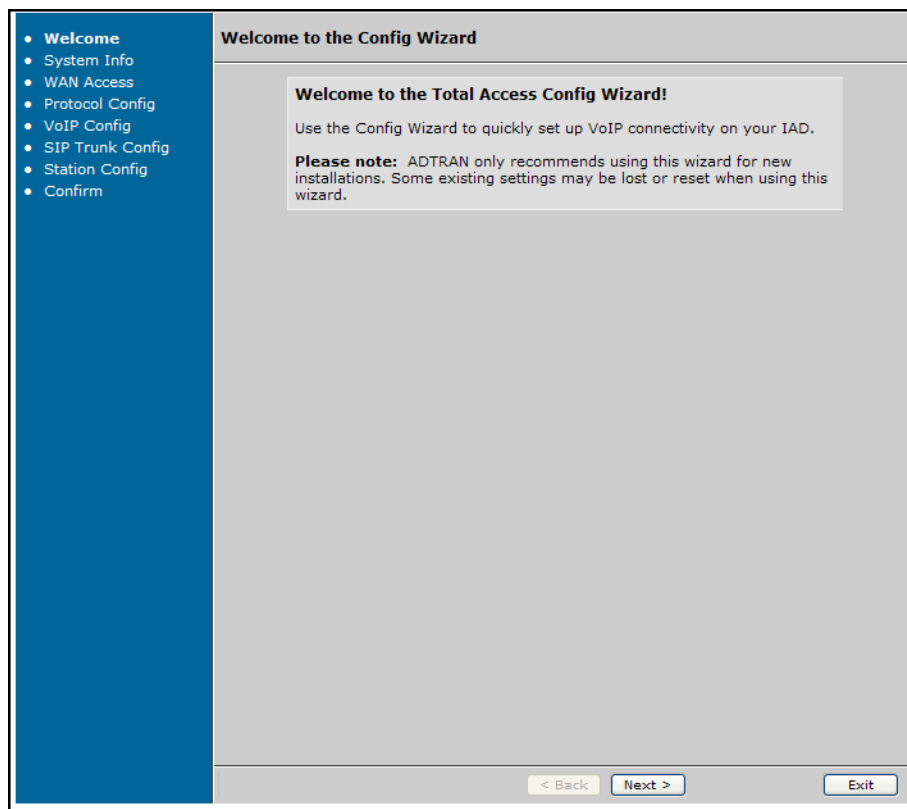 Welcome
System Info
WAN Access
Protocol Config
VoIP Config
SIP Trunk Config
Station Config
Confirm
Welcome to the Config Wizard
Welcome to the Total Access Config Wizard!
Use the Config Wizard to quickly set up VoIP connectivity on your IAD.
Please note: ADTRAN only recommends using this wizard for new
installations. Some existing settings may be lost or reset when using this
wizard.
< Back
Next >
Exit